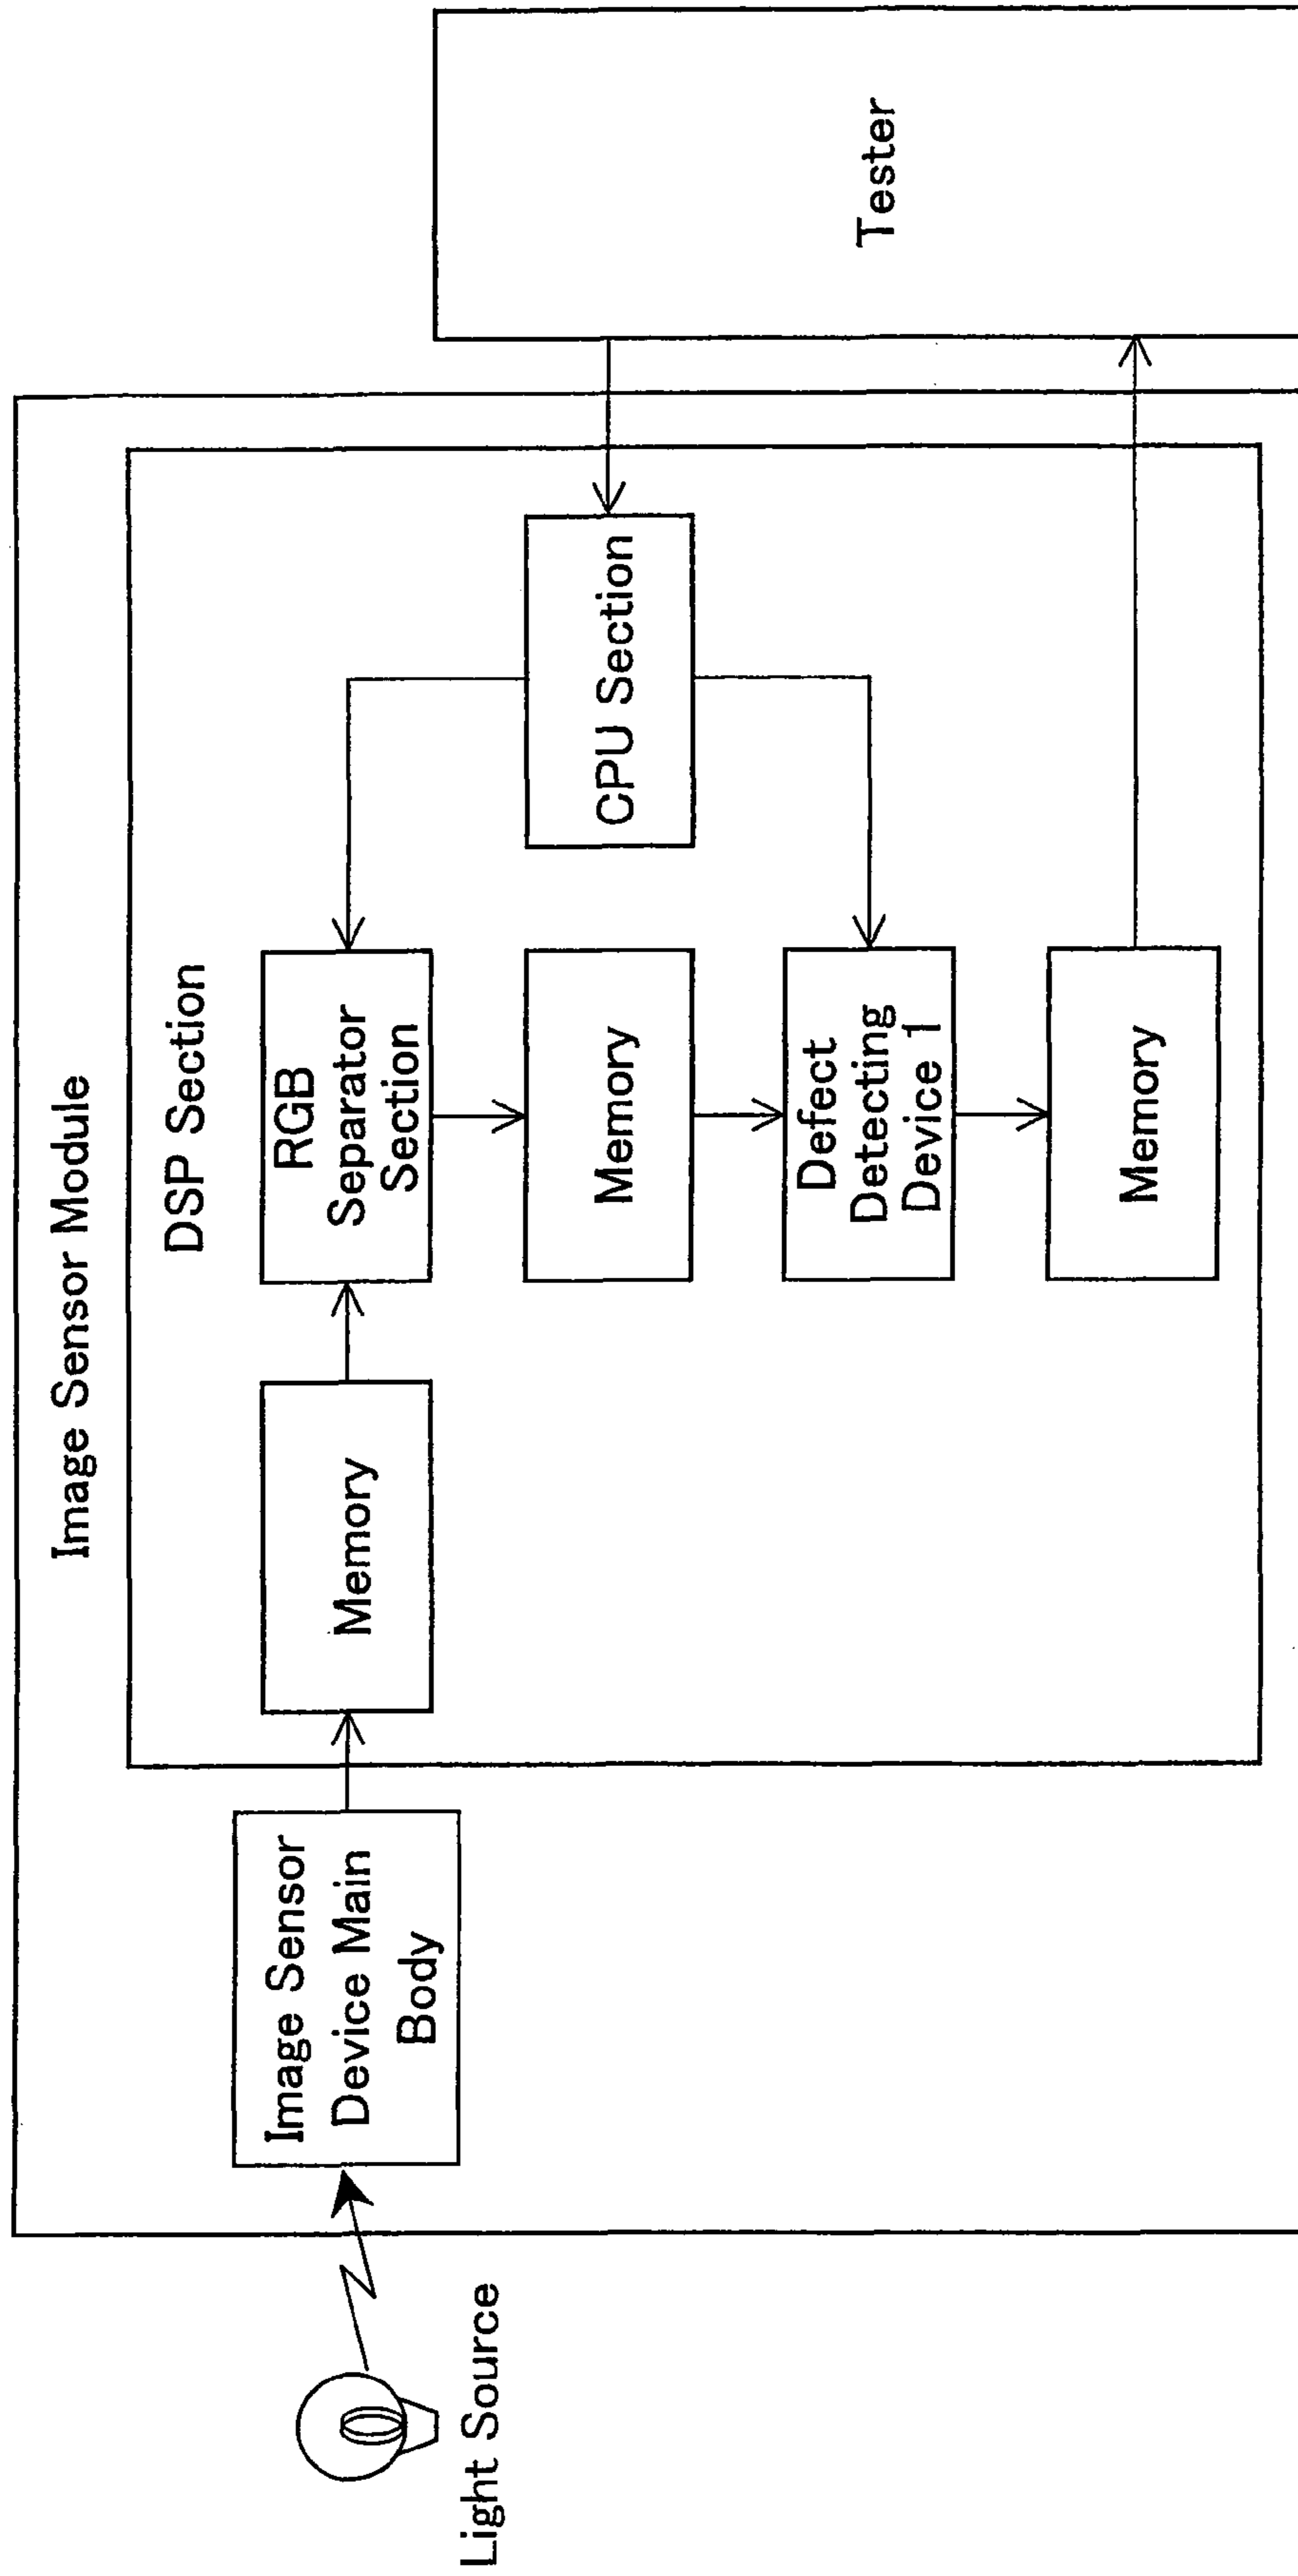 Image Sensor Module
DSP Section
Light Source
Image Sensor
Device Main
Body
Memory
RGB
Separator
Section
Memory
Defect
Detecting
Device 1
Memory
CPU Section
Tester